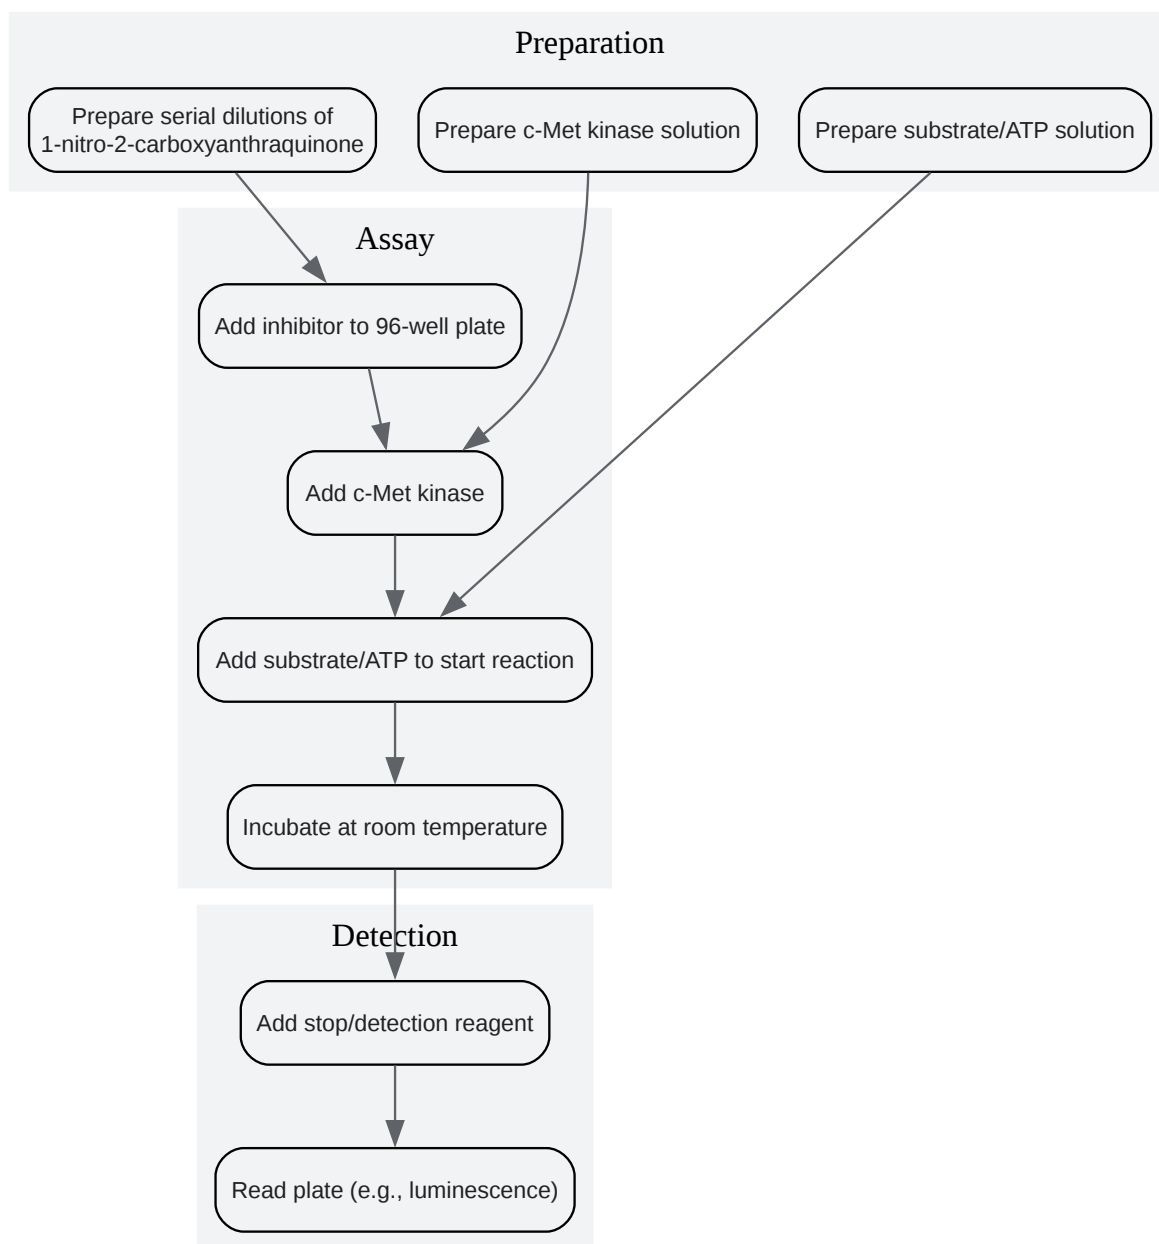 Preparation
Prepare serial dilutions of
1-nitro-2-carboxyanthraquinone
Prepare c-Met kinase solution
Prepare substrate/ATP solution
Assay
Add inhibitor to 96-well plate
Add c-Met kinase
Add substrate/ATP to start reaction
Incubate at room temperature
Detection
Add stop/detection reagent
Read plate (e.g., luminescence)